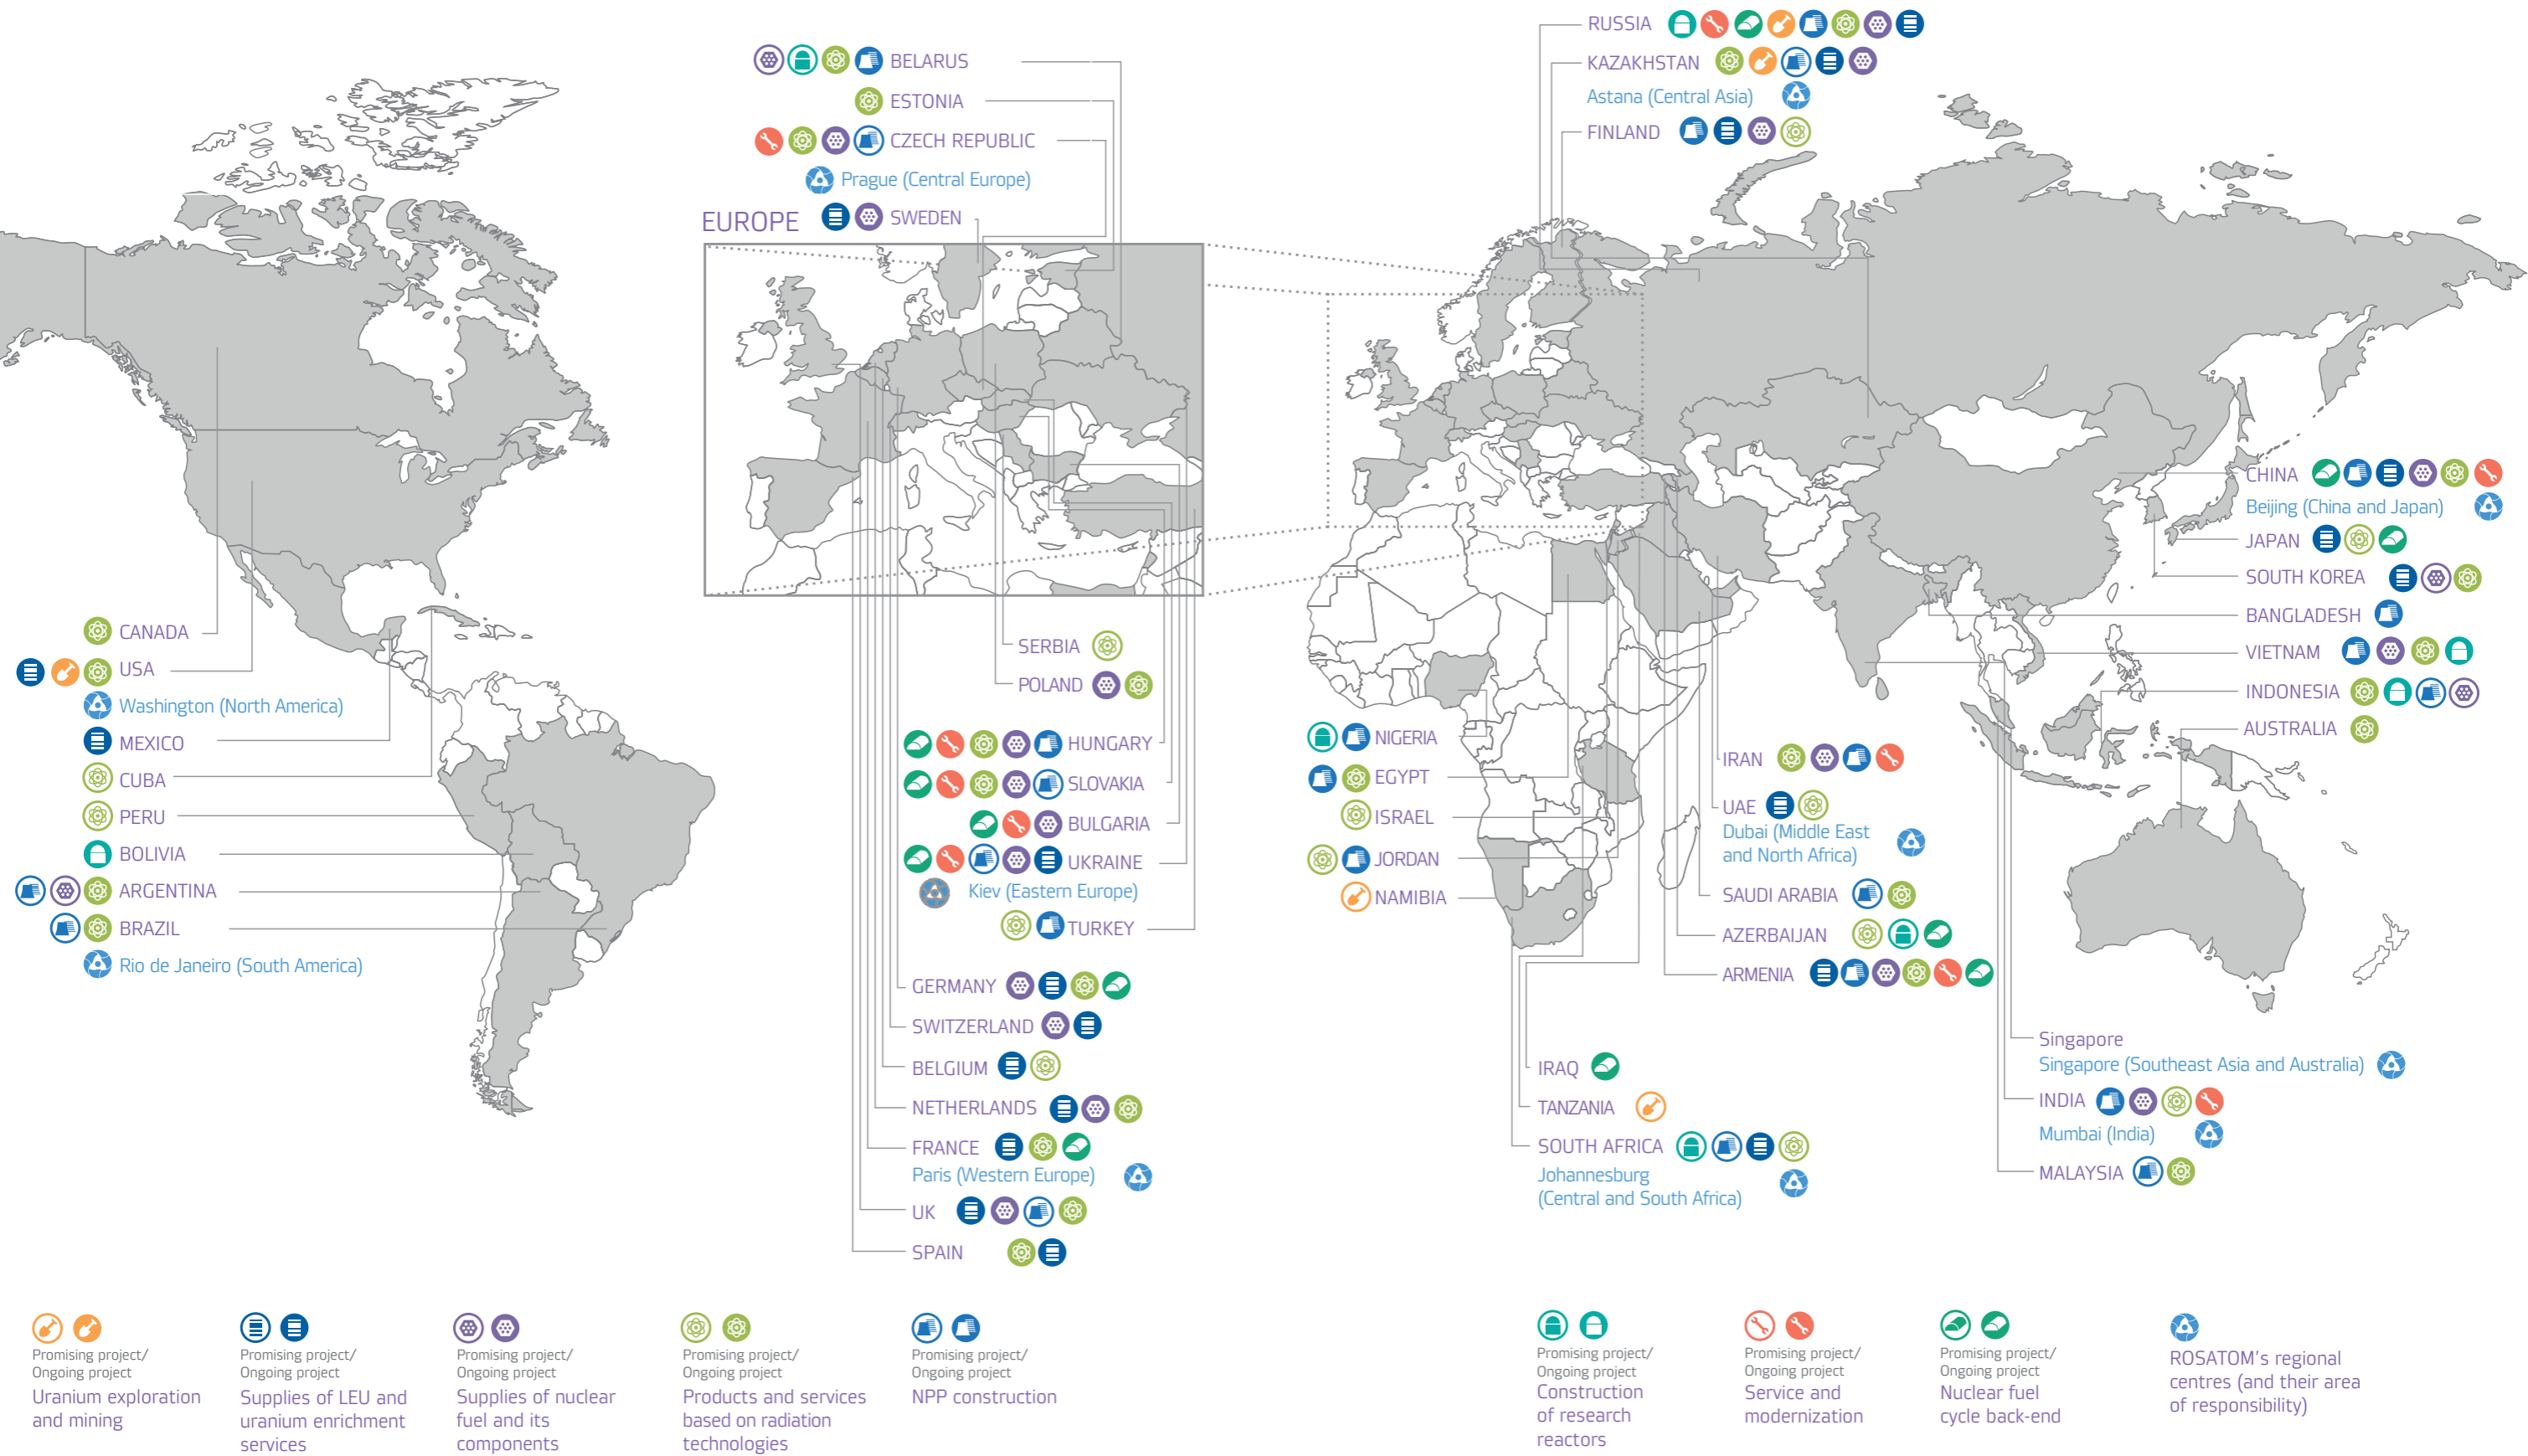 RUSSIA
KAZAKHSTAN
Astana (Central Asia)
FINLAND
BELARUS
ESTONIA
CZECH REPUBLIC
Prague (Central Europe)
SWEDEN
EUROPE
CANADA
USA
Washington (North America)
MEXICO
CUBA
PERU
BOLIVIA
ARGENTINA
BRAZIL
Rio de Janeiro (South America)
SERBIA
POLAND
HUNGARY
SLOVAKIA
BULGARIA
UKRAINE
Kiev (Eastern Europe)
TURKEY
GERMANY
SWITZERLAND
BELGIUM
NETHERLANDS
FRANCE
Paris (Western Europe)
UK
SPAIN
NIGERIA
EGYPT
ISRAEL
JORDAN
NAMIBIA
IRAN
UAE
Dubai (Middle East
and North Africa)
SAUDI ARABIA
AZERBAIJAN
ARMENIA
IRAQ
TANZANIA
SOUTH AFRICA
Johannesburg
(Central and South Africa)
CHINA
Beijing (China and Japan)
JAPAN
SOUTH KOREA
BANGLADESH
VIETNAM
INDONESIA
AUSTRALIA
Singapore
Singapore (Southeast Asia and Australia)
INDIA
Mumbai (India)
MALAYSIA
Promising project/
Ongoing project
Uranium exploration
and mining
Promising project/
Ongoing project
Supplies of LEU and
uranium enrichment
services
Promising project/
Ongoing project
Supplies of nuclear
fuel and its
components
Promising project/
Ongoing project
Products and services
based on radiation
technologies
Promising project/
Ongoing project
NPP construction
Promising project/
Ongoing project
Construction
of research
reactors
Promising project/
Ongoing project
Service and
modernization
Promising project/
Ongoing project
Nuclear fuel
cycle back-end
ROSATOM's regional
centres (and their area
of responsibility)